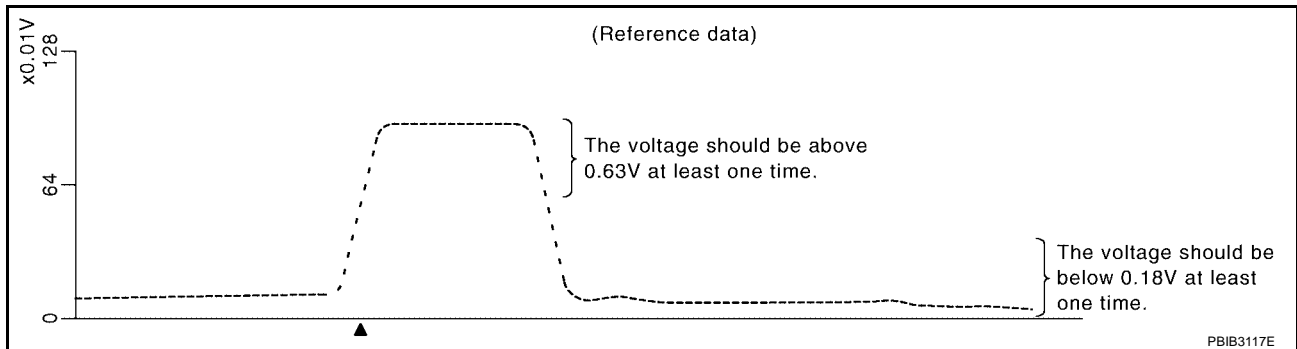 (Reference data)
x0.01V
128
64
0
The voltage should be above
0.63V at least one time.
The voltage should be
below 0.18V at least
one time.
PBIB3117E